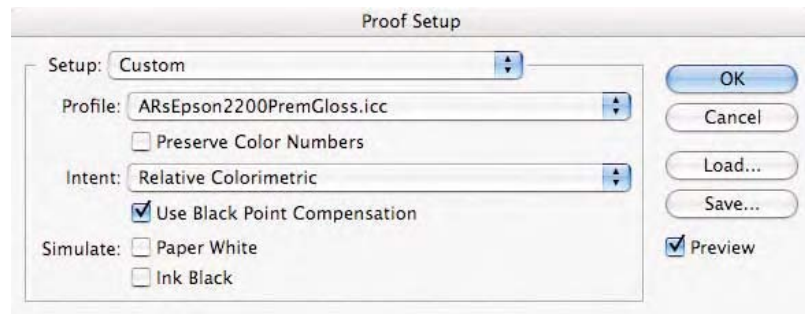 Proof Setup
Setup: Custom
OK
Profile: ARsEpson2200PremGloss.icc
Cancel
Preserve Color Numbers
Intent: Relative Colorimetric
Load...
Use Black Point Compensation
Save...
Simulate: Paper White
Preview
Ink Black